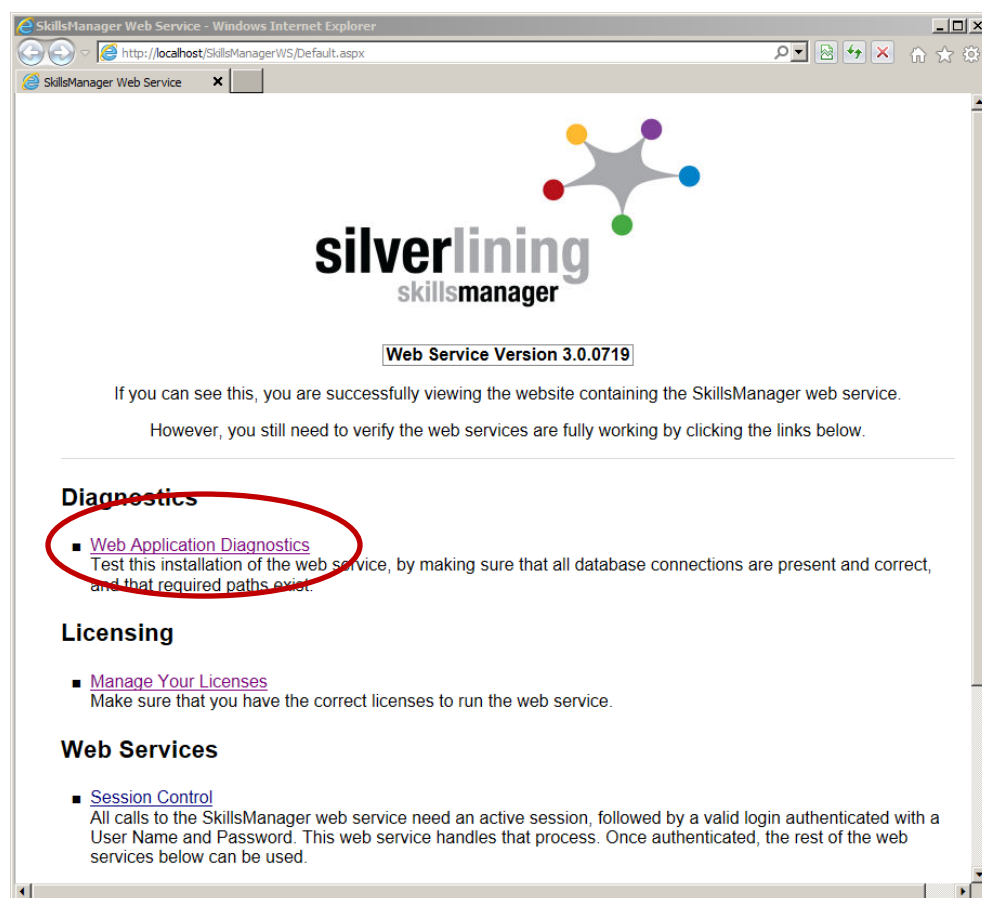 SkillsManager Web Service - Windows Internet Explorer
http://localhost/SkillsManagerWS/Default.aspx
SkillsManager Web Service
silverlining
skillsmanager
Web Service Version 3.0.0719
If you can see this, you are successfully viewing the website containing the SkillsManager web service.
However, you still need to verify the web services are fully working by clicking the links below.
Diagnostics
Web Application Diagnostics
Test this installation of the web service, by making sure that all database connections are present and correct,
and that required paths exist.
Licensing
Manage Your Licenses
Make sure that you have the correct licenses to run the web service.
Web Services
Session Control
All calls to the SkillsManager web service need an active session, followed by a valid login authenticated with a
User Name and Password. This web service handles that process. Once authenticated, the rest of the web
services below can be used.